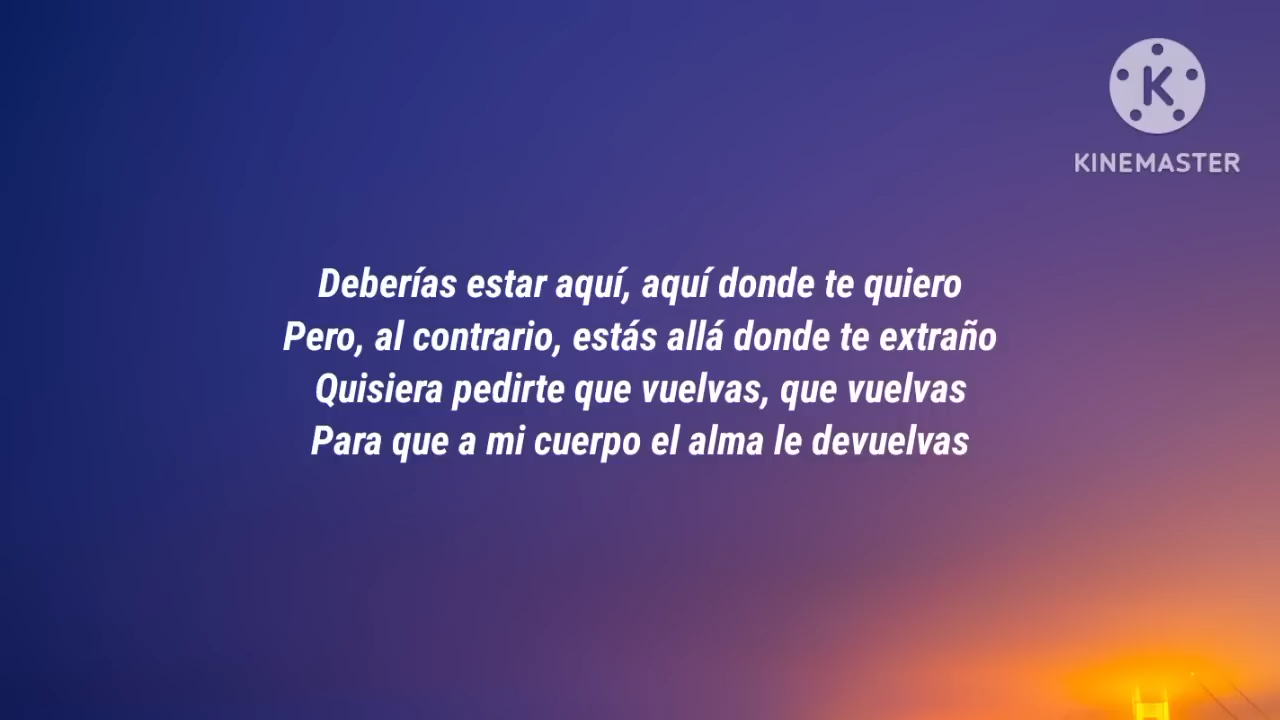 KINEMASTER
Deberías estar aquí, aquí donde te quiero
Pero, al contrario, estás allá donde te extraño
Quisiera pedirte que vuelvas, que vuelvas
Para que a mi cuerpo el alma le devuelvas